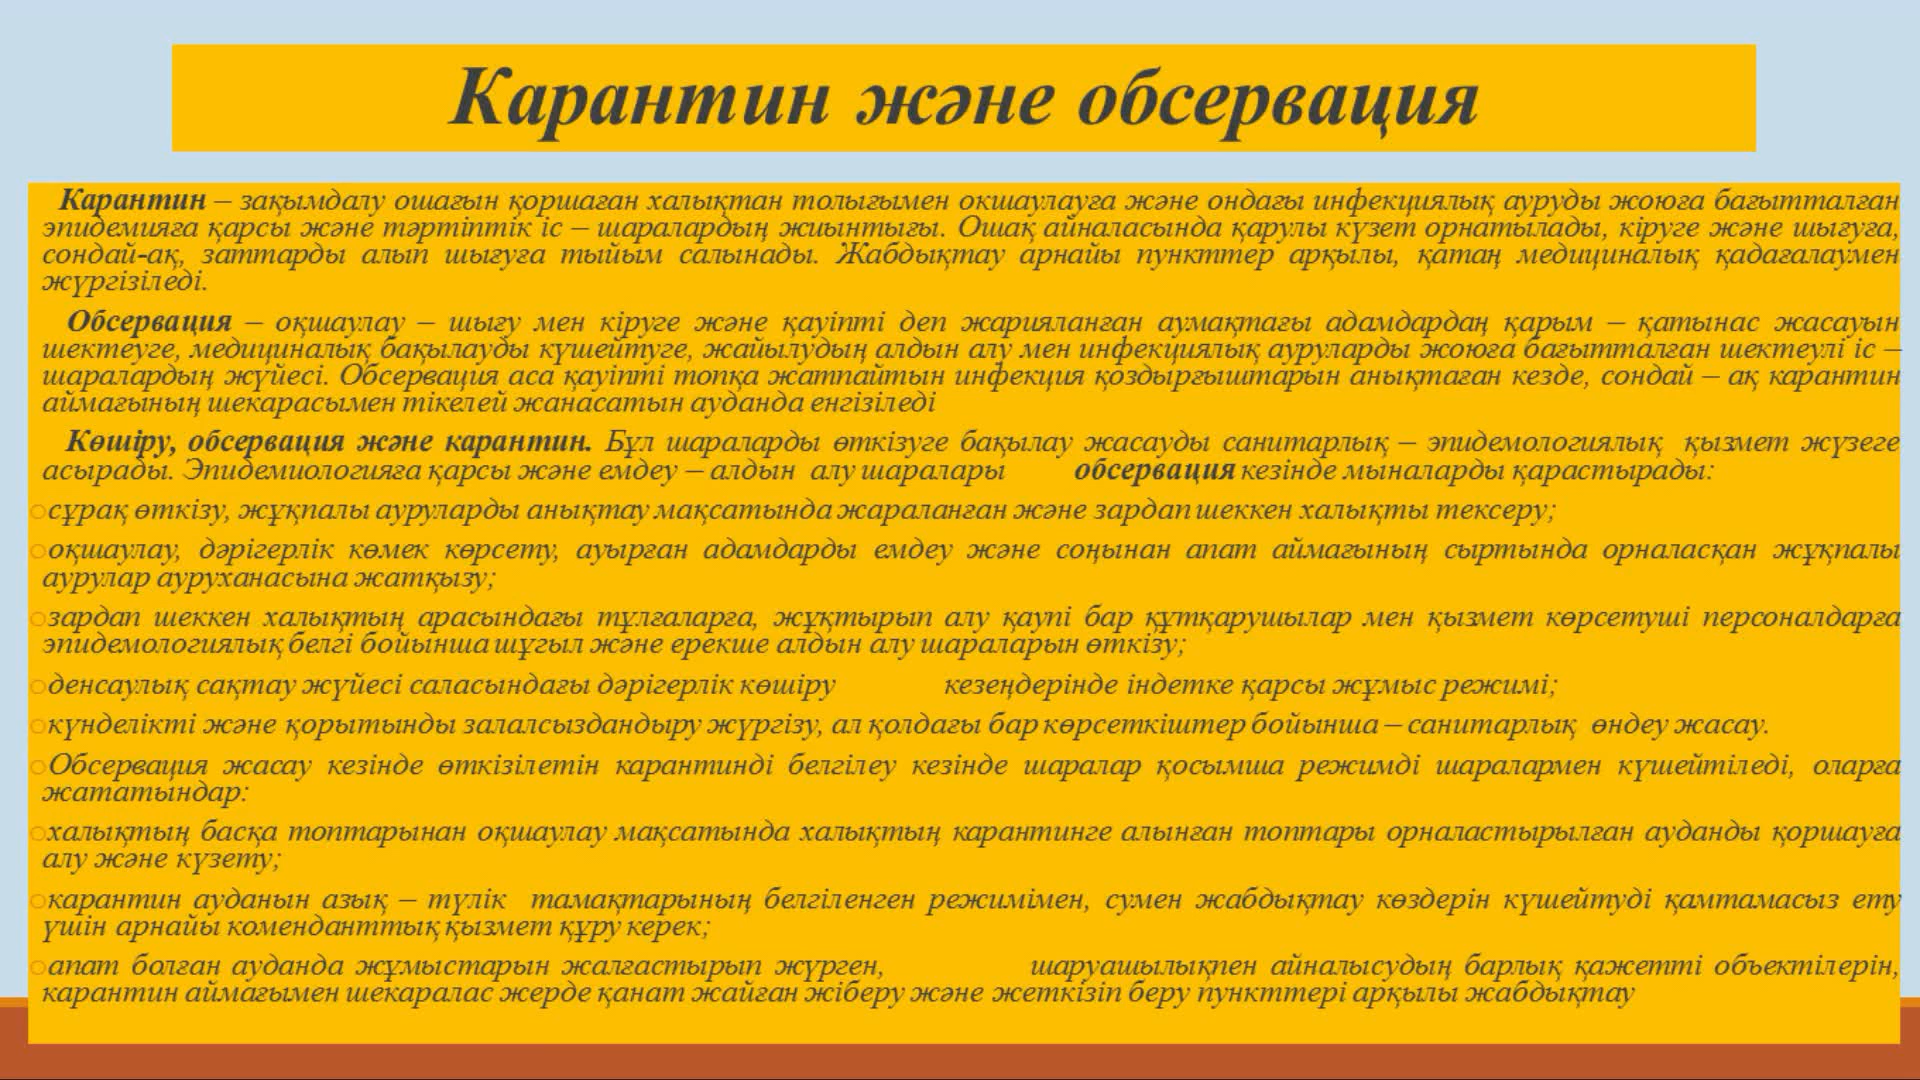 Карантин және обсервация
Карантин – зақымдалу ошағын қоршаған халықтан толығымен окшаулауға және ондағы инфекциялық ауруды жоюға бағытталған
эпидемияға қарсы және тәртіптік іс – шаралардың жиынтығы. Ошақ айналасында қарулы күзет орнатылады, кіруге және шығуға,
сондай-ақ, заттарды алып шығуға тыйым салынады. Жабдықтау арнайы пункттер арқылы, қатаң медициналық қадағалаумен
жүргізіледі.
Обсервация – оқшаулау – шығу мен кіруге және қауіпті деп жарияланған аумақтағы адамдардаң қарым – қатынас жасауын
шектеуге, медициналық бақылауды күшейтуге, жайылудың алдын алу мен инфекциялық ауруларды жоюға бағытталған шектеулі іс –
шаралардың жүйесі. Обсервация аса қауіпті топқа жатпайтын инфекция қоздырғыштарын анықтаған кезде, сондай – ақ карантин
аймағының шекарасымен тікелей жанасатын ауданда енгізіледі
Көшіру, обсервация және карантин. Бұл шараларды өткізуге бақылау жасауды санитарлық – эпидемологиялық қызмет жүзеге
асырады. Эпидемиологияға қарсы және емдеу – алдын алу шаралары обсервация кезінде мыналарды қарастырады:
○сұрақ өткізу, жұқпалы ауруларды анықтау мақсатында жараланған және зардап шеккен халықты тексеру;
○оқшаулау, дәрігерлік көмек көрсету, ауырған адамдарды емдеу және соңынан апат аймағының сыртында орналасқан жұқпалы
аурулар ауруханасына жатқызу;
○зардап шеккен халықтың арасындағы тұлғаларға, жұқтырып алу қаупі бар құтқарушылар мен қызмет көрсетуші персоналдарға
эпидемологиялық белгі бойынша шұғыл және ерекше алдын алу шараларын өткізу;
○денсаулық сақтау жүйесі саласындағы дәрігерлік көшіру кезеңдерінде індетке қарсы жұмыс режимі;
○күнделікті және қорытынды залалсыздандыру жүргізу, ал қолдағы бар көрсеткіштер бойынша – санитарлық өңдеу жасау.
○Обсервация жасау кезінде өткізілетін карантинді белгілеу кезінде шаралар қосымша режимді шаралармен күшейтіледі, оларға
жататындар:
○халықтың басқа топтарынан оқшаулау мақсатында халықтың карантинге алынған топтары орналастырылған ауданды қоршауға
алу және күзету;
○карантин ауданын азық – түлік тамақтарының белгіленген режимімен, сумен жабдықтау көздерін күшейтуді қамтамасыз ету
үшін арнайы коменданттық қызмет құру керек;
○апат болған ауданда жұмыстарын жалғастырып жүрген, шаруашылықпен айналысудың барлық қажетті объектілерін,
карантин аймағымен шекаралас жерде қанат жайған жіберу және жеткізіп беру пункттері арқылы жабдықтау